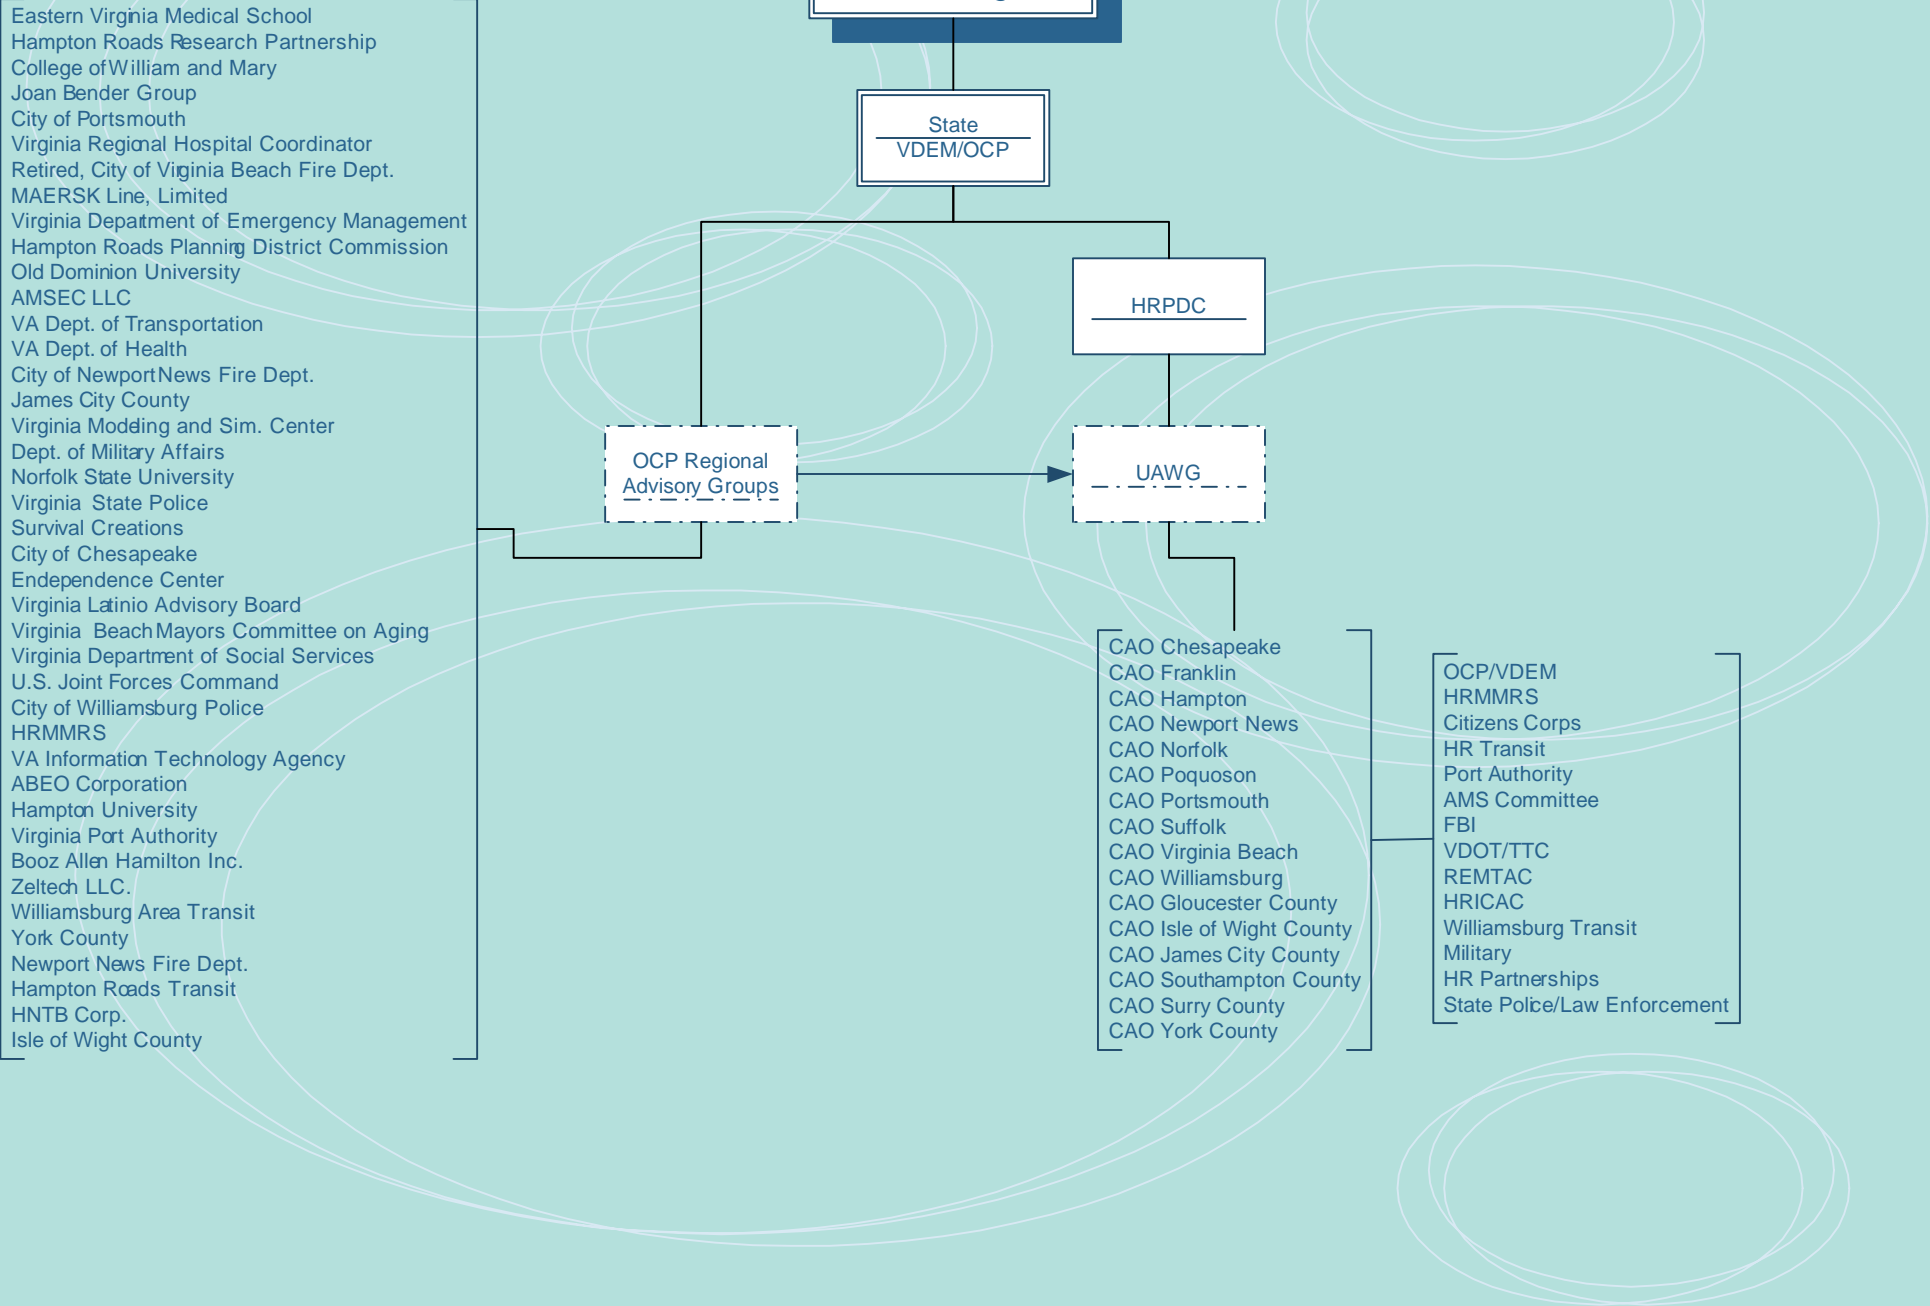 Eastern Virginia Medical School
Hampton Roads Research Partnership
College of William and Mary
Joan Bender Group
City of Portsmouth
Virginia Regional Hospital Coordinator
Retired, City of Virginia Beach Fire Dept.
MAERSK Line, Limited
Virginia Department of Emergency Management
Hampton Roads Planning District Commission
Old Dominion University
AMSEC LLC
VA Dept. of Transportation
VA Dept. of Health
City of Newport News Fire Dept.
James City County
Virginia Modeling and Sim. Center
Dept. of Military Affairs
Norfolk State University
Virginia State Police
Survival Creations
City of Chesapeake
Endependence Center
Virginia Latinio Advisory Board
Virginia Beach Mayors Committee on Aging
Virginia Department of Social Services
U.S. Joint Forces Command
City of Williamsburg Police
HRMMRS
VA Information Technology Agency
ABEO Corporation
Hampton University
Virginia Port Authority
Booz Allen Hamilton Inc.
Zeltech LLC.
Williamsburg Area Transit
York County
Newport News Fire Dept.
Hampton Roads Transit
HNTB Corp.
Isle of Wight County
State
VDEM/OCP
HRPDC
OCP Regional
Advisory Groups
UAWG
CAO Chesapeake
CAO Franklin
CAO Hampton
CAO Newport News
CAO Norfolk
CAO Poquoson
CAO Portsmouth
CAO Suffolk
CAO Virginia Beach
CAO Williamsburg
CAO Gloucester County
CAO Isle of Wight County
CAO James City County
CAO Southampton County
CAO Surry County
CAO York County
OCP/VDEM
HRMMRS
Citizens Corps
HR Transit
Port Authority
AMS Committee
FBI
VDOT/TTC
REMTAC
HRICAC
Williamsburg Transit
Military
HR Partnerships
State Police/Law Enforcement